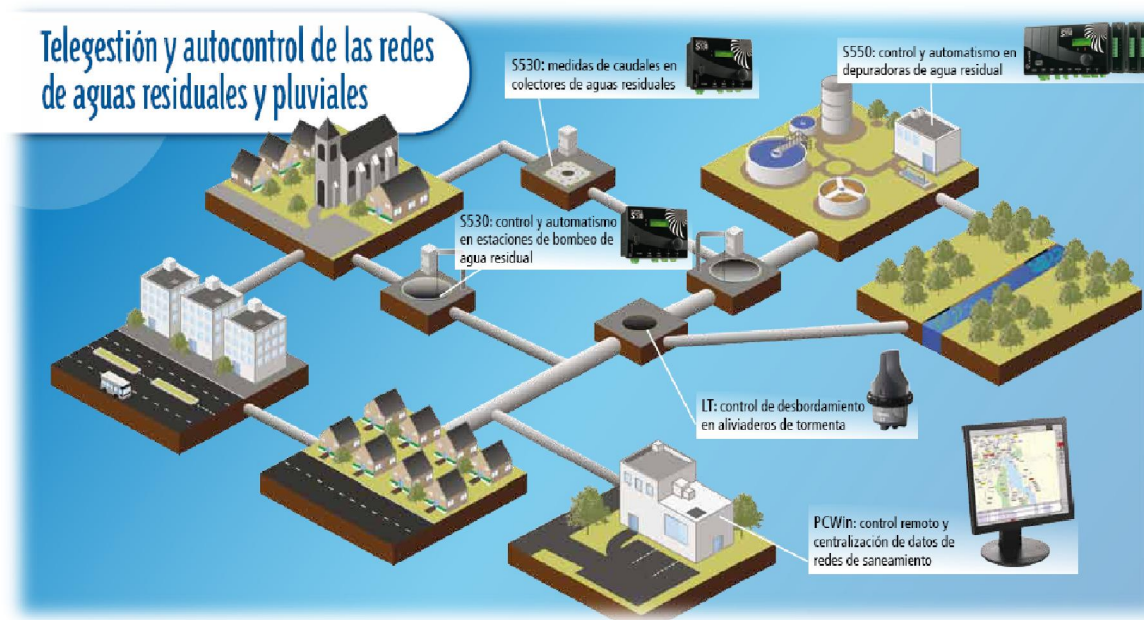 Telegestión y autocontrol de las redes
de aguas residuales y pluviales
S530: medidas de caudales en
colectores de aguas residuales
S550: control y automatismo en
depuradoras de agua residual
S530: control y automatismo
en estaciones de bombeo de
agua residual
LT: control de desbordamiento
en aliviaderos de tormenta
PCWin: control remoto y
centralización de datos de
redes de saneamiento